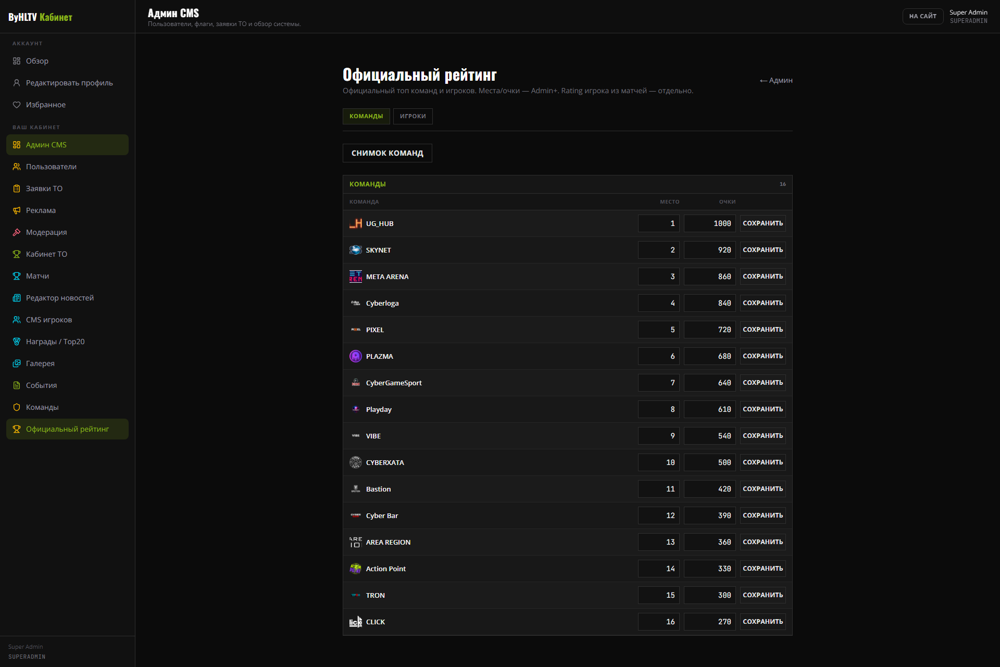 ByHLTV Кабинет
АККАУНТ
Обзор
Редактировать профиль
Избранное
ВАШ КАБИНЕТ
Админ CMS
Пользователи
Заявки ТО
Реклама
Модерация
Кабинет ТО
Матчи
Редактор новостей
CMS игроков
Награды / Top20
Галерея
События
Команды
Официальный рейтинг
Super Admin
SUPERADMIN
Админ CMS
Пользователи, флаги, заявки ТО и обзор системы.
НА САЙТ
Super Admin
SUPERADMIN
Официальный рейтинг
Официальный топ команд и игроков. Места/очки — Admin+. Rating игрока из матчей — отдельно.
← Админ
КОМАНДЫ ИГРОКИ
СНИМОК КОМАНД
КОМАНДЫ 16
КОМАНДА МЕСТО ОЧКИ
UG_HUB 1 1000 СОХРАНИТЬ
SKYNET 2 920 СОХРАНИТЬ
META ARENA 3 860 СОХРАНИТЬ
Cyberloga 4 840 СОХРАНИТЬ
PIXEL 5 720 СОХРАНИТЬ
PLAZMA 6 680 СОХРАНИТЬ
CyberGameSport 7 640 СОХРАНИТЬ
Playday 8 610 СОХРАНИТЬ
VIBE 9 540 СОХРАНИТЬ
CYBERXATA 10 500 СОХРАНИТЬ
Bastion 11 420 СОХРАНИТЬ
Cyber Bar 12 390 СОХРАНИТЬ
AREA REGION 13 360 СОХРАНИТЬ
Action Point 14 330 СОХРАНИТЬ
TRON 15 300 СОХРАНИТЬ
CLICK 16 270 СОХРАНИТЬ